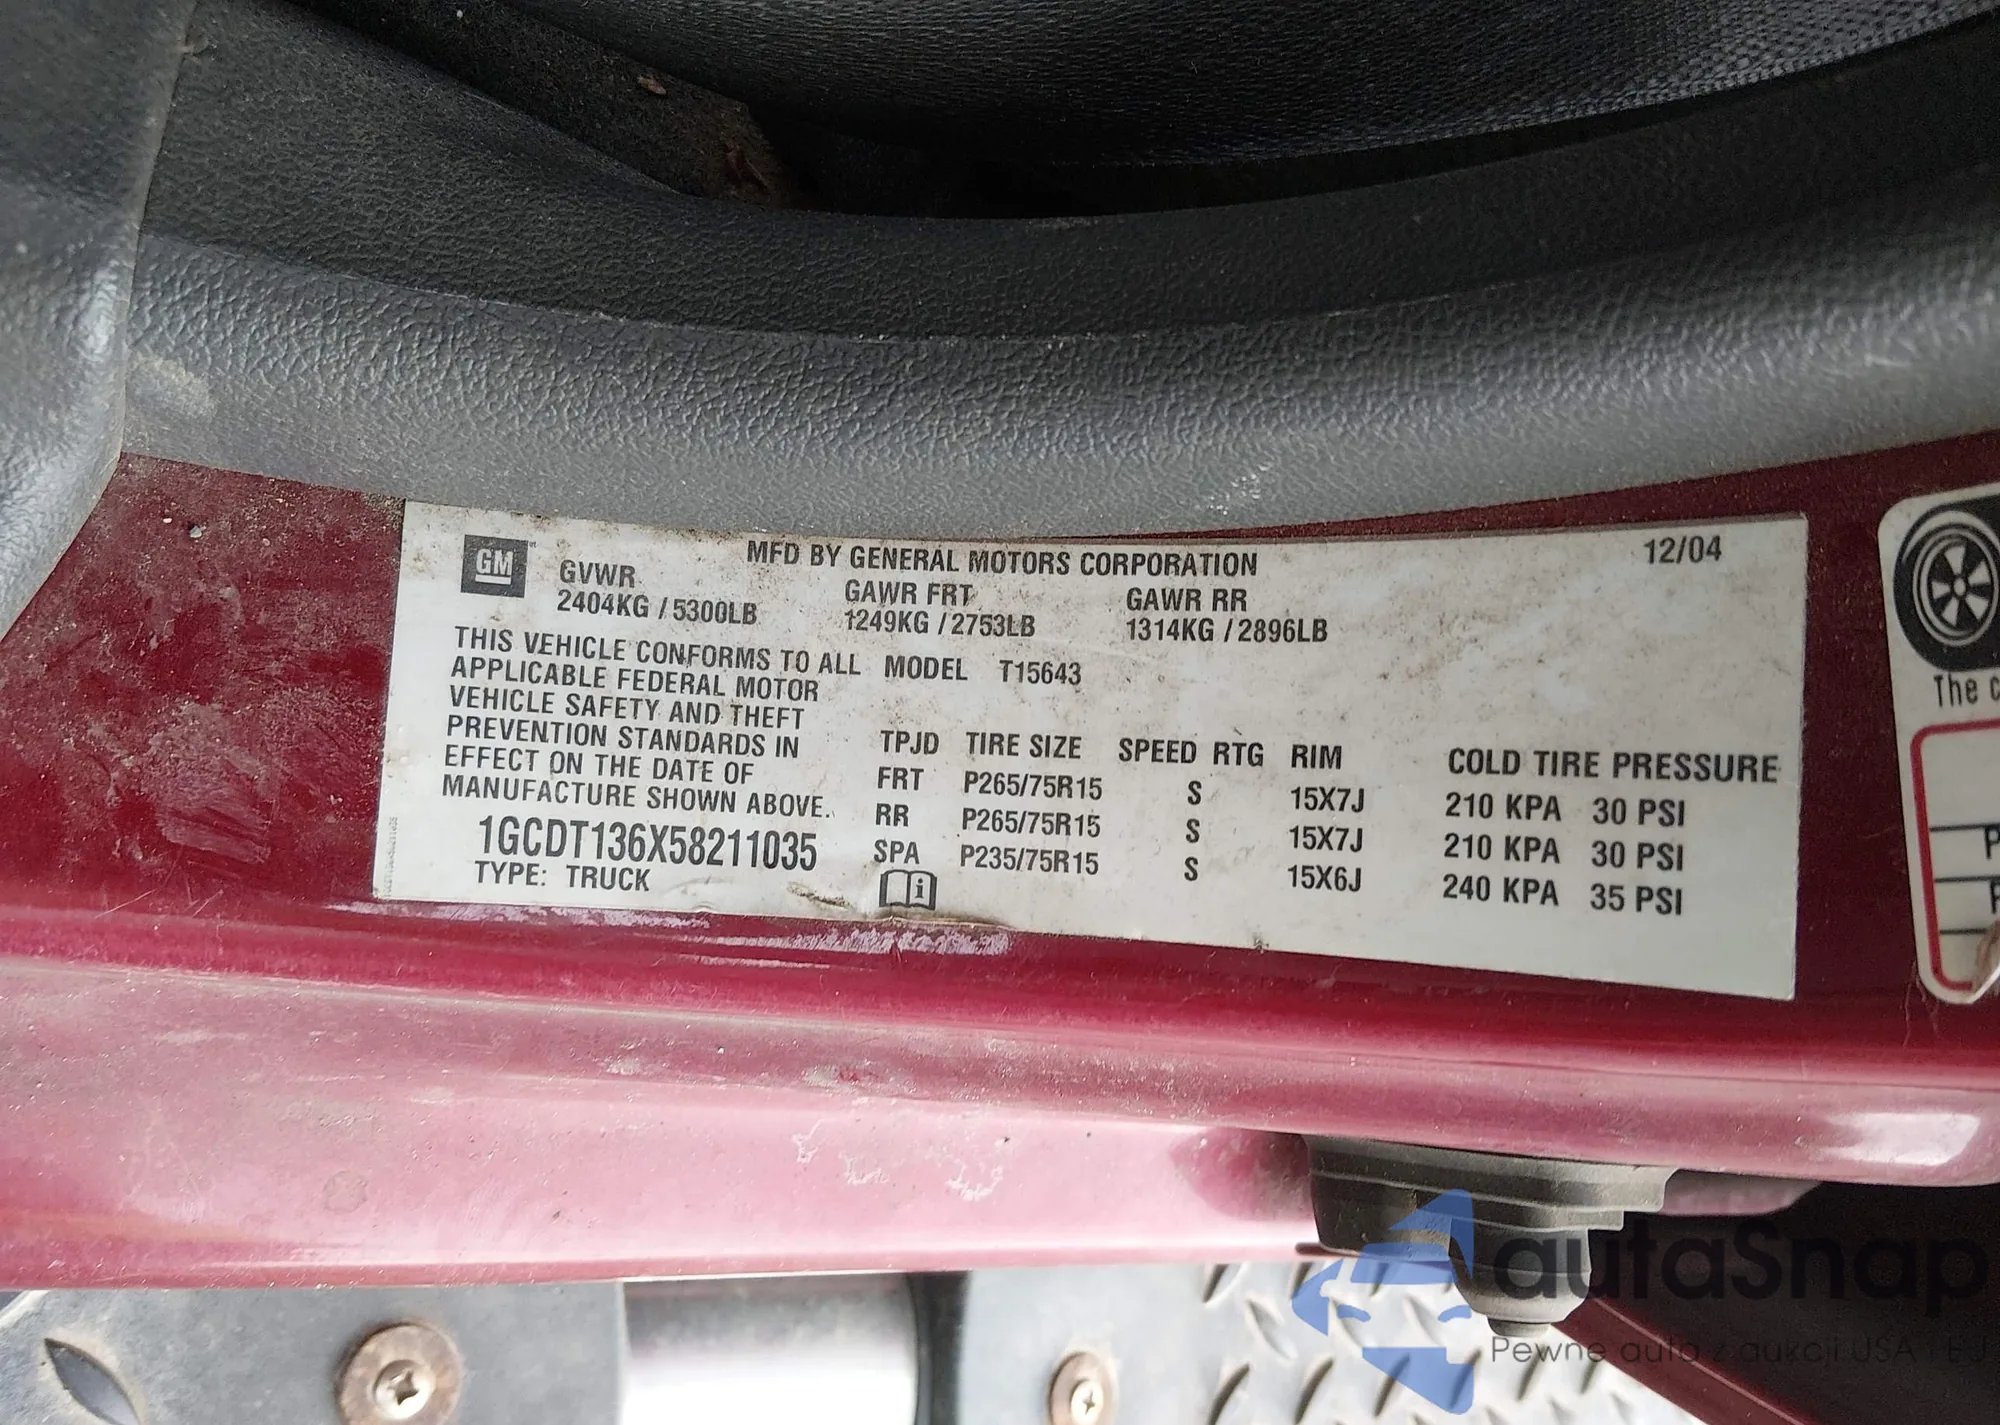 GM
MFD BY GENERAL MOTORS CORPORATION 12/04
GVWR GAWR FRT GAWR RR
2404KG / 5300LB 1249KG / 2753LB 1314KG / 2896LB
THIS VEHICLE CONFORMS TO ALL
APPLICABLE FEDERAL MOTOR
VEHICLE SAFETY AND THEFT
PREVENTION STANDARDS IN
EFFECT ON THE DATE OF
MANUFACTURE SHOWN ABOVE.
1GCDT136X58211035
TYPE: TRUCK
MODEL T15643
TPJD TIRE SIZE SPEED RTG RIM COLD TIRE PRESSURE
FRT P265/75R15 S 15X7J 210 KPA 30 PSI
RR P265/75R15 S 15X7J 210 KPA 30 PSI
SPA P235/75R15 S 15X6J 240 KPA 35 PSI
The
autaSnap
Pewne auta z aukcji USA i EU